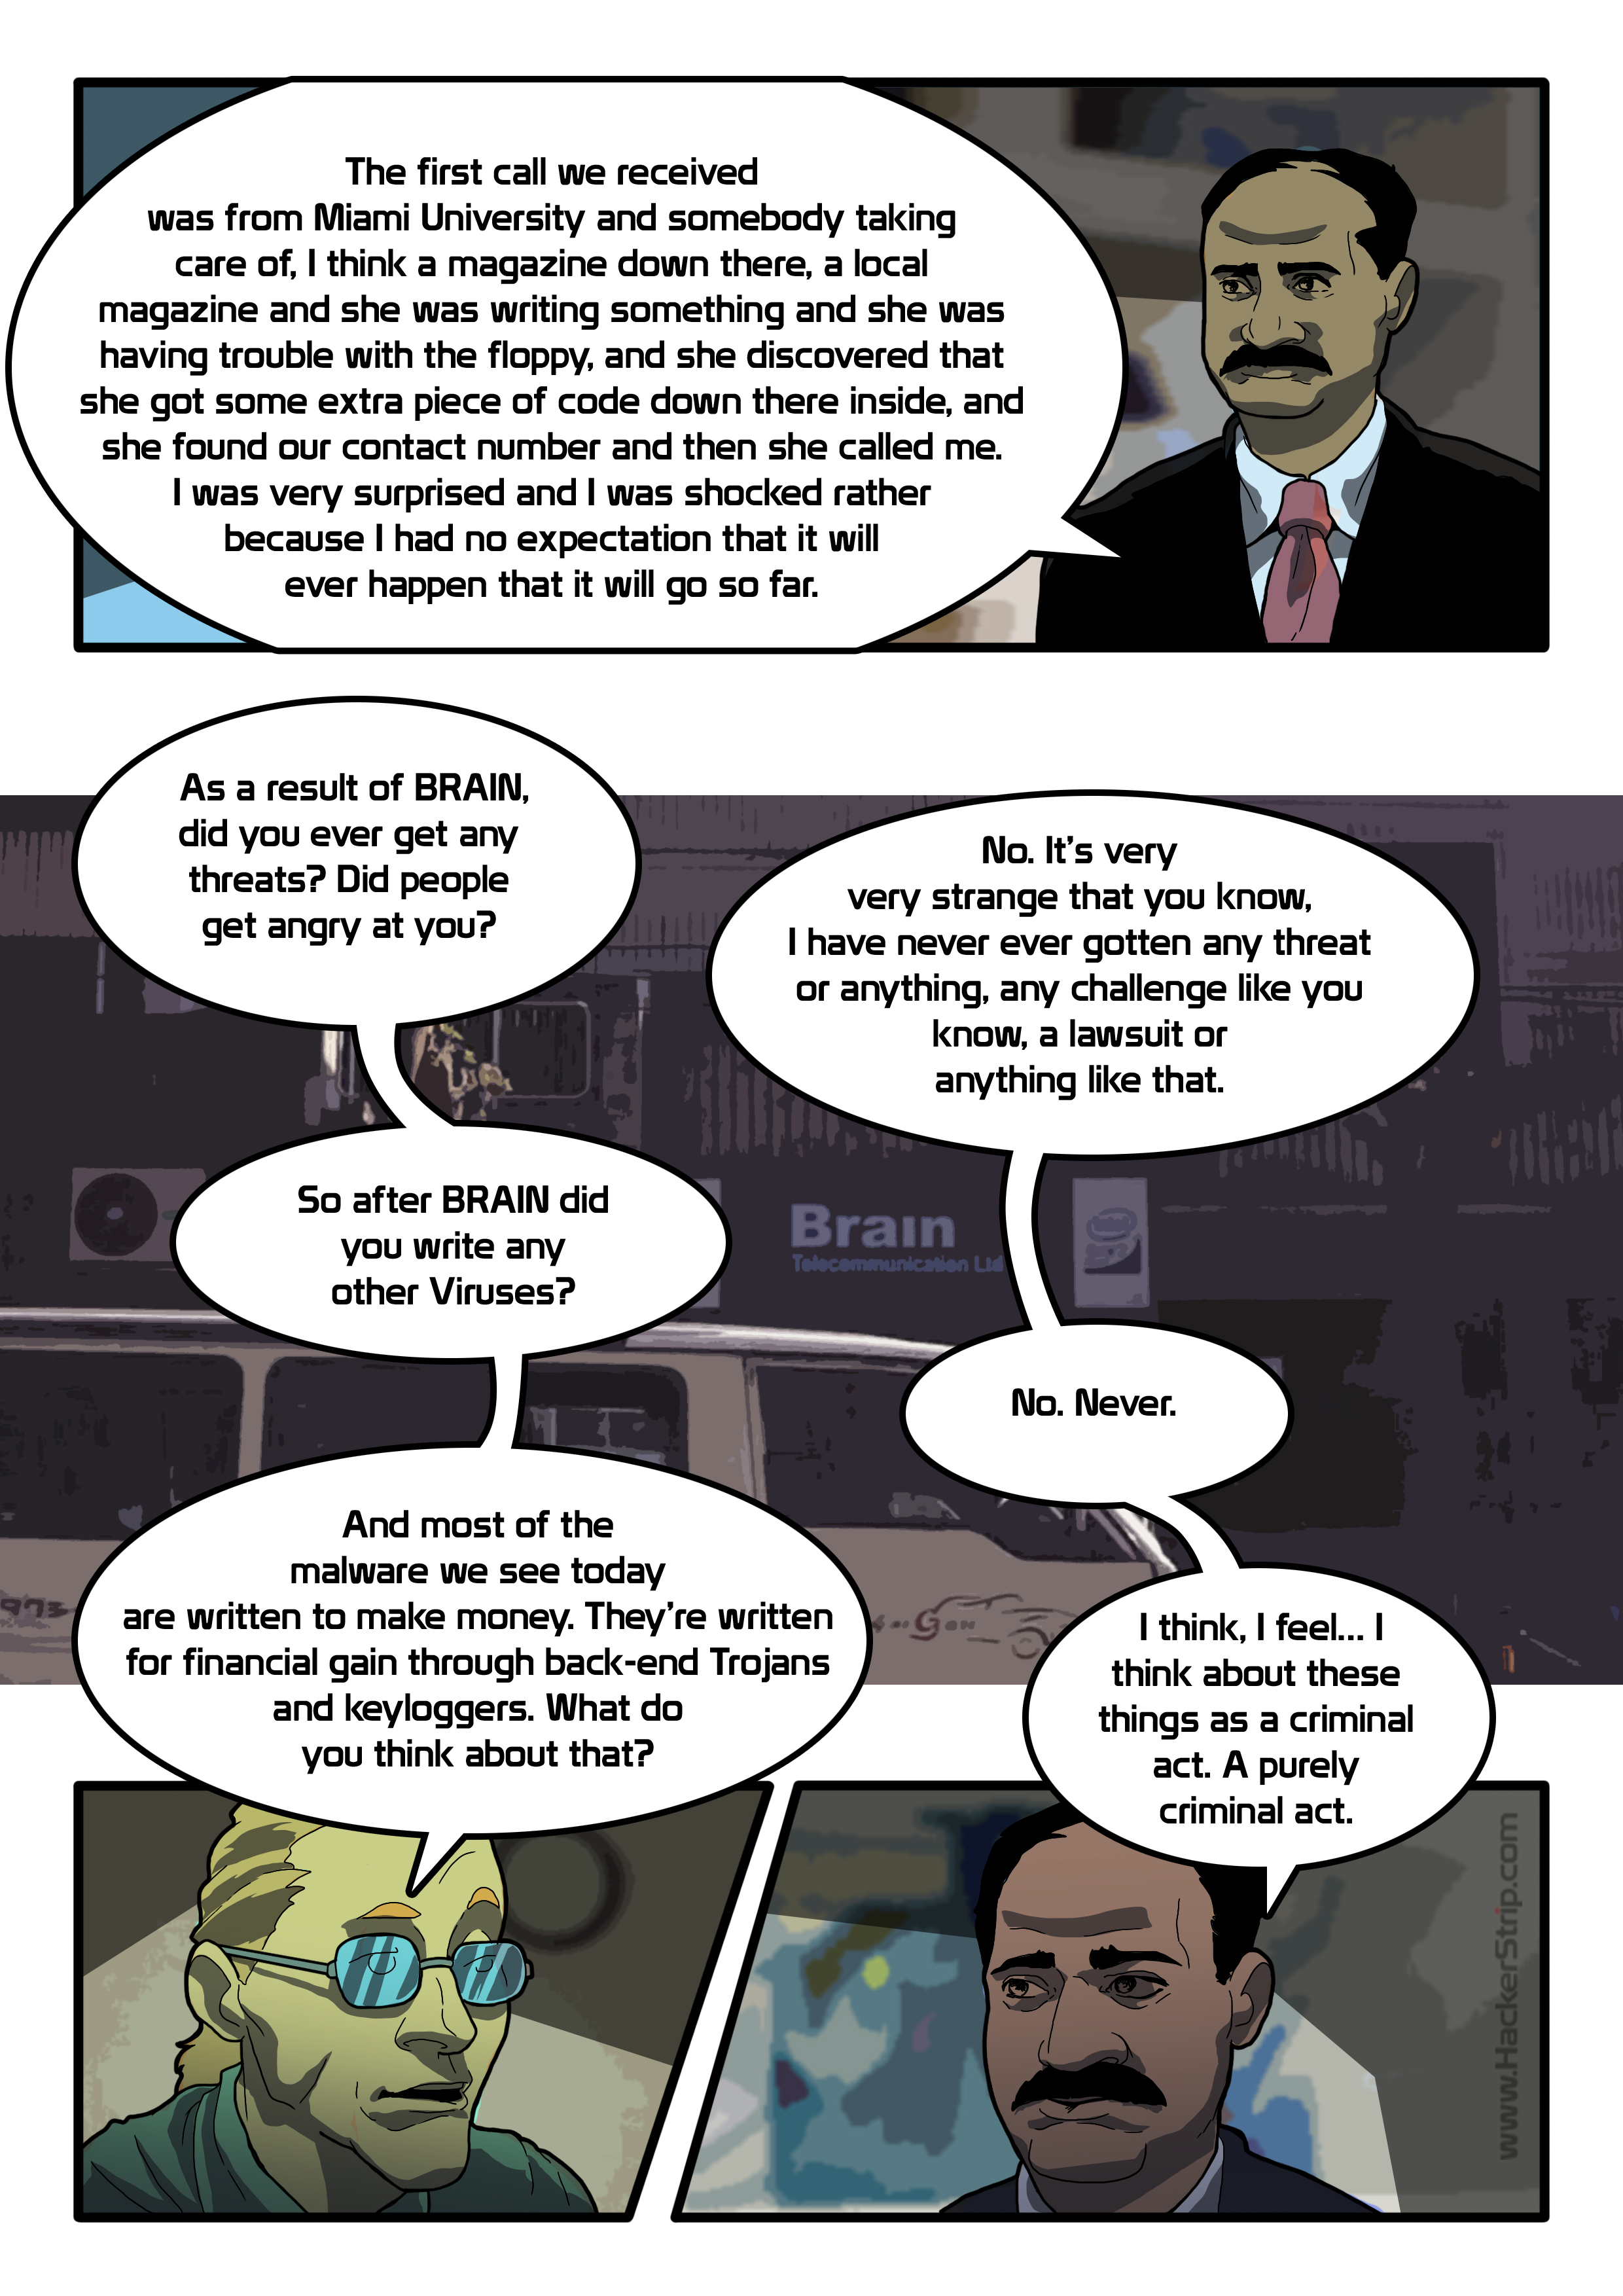 The first call we received
was from Miami University and somebody taking
care of, I think a magazine down there, a local
magazine and she was writing something and she was
having trouble with the floppy, and she discovered that
she got some extra piece of code down there inside, and
she found our contact number and then she called me.
I was very surprised and I was shocked rather
because I had no expectation that it will
ever happen that it will go so far.
As a result of BRAIN,
did you ever get any
threats? Did people
get angry at you?
No. It's very
very strange that you know,
I have never ever gotten any threat
or anything, any challenge like you
know, a lawsuit or
anything like that.
So after BRAIN did
you write any
other Viruses?
Brain
Telecommunication Ltd
No. Never.
And most of the
malware we see today
are written to make money. They're written
for financial gain through back-end Trojans
and keyloggers. What do
you think about that?
I think, I feel... I
think about these
things as a criminal
act. A purely
criminal act.
www.HackerStrip.com